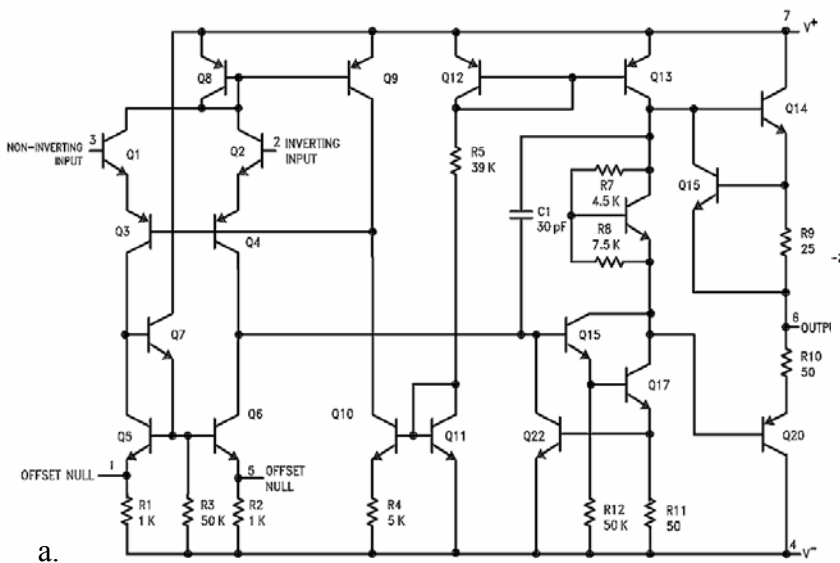 7
V+
Q8
Q9
Q12
Q13
Q14
NON-INVERTING
INPUT
3
Q1
Q2
2
INVERTING
INPUT
R5
39 K
Q15
R7
4.5 K
C1
30 pF
R8
7.5 K
R9
25
Q3
Q4
6
OUTPU
Q7
Q15
R10
50
Q5
Q6
Q10
Q11
Q17
Q22
Q20
OFFSET NULL
1
5
OFFSET
NULL
R1
1 K
R3
50 K
R2
1 K
R4
5 K
R12
50 K
R11
50
4
V-
a.